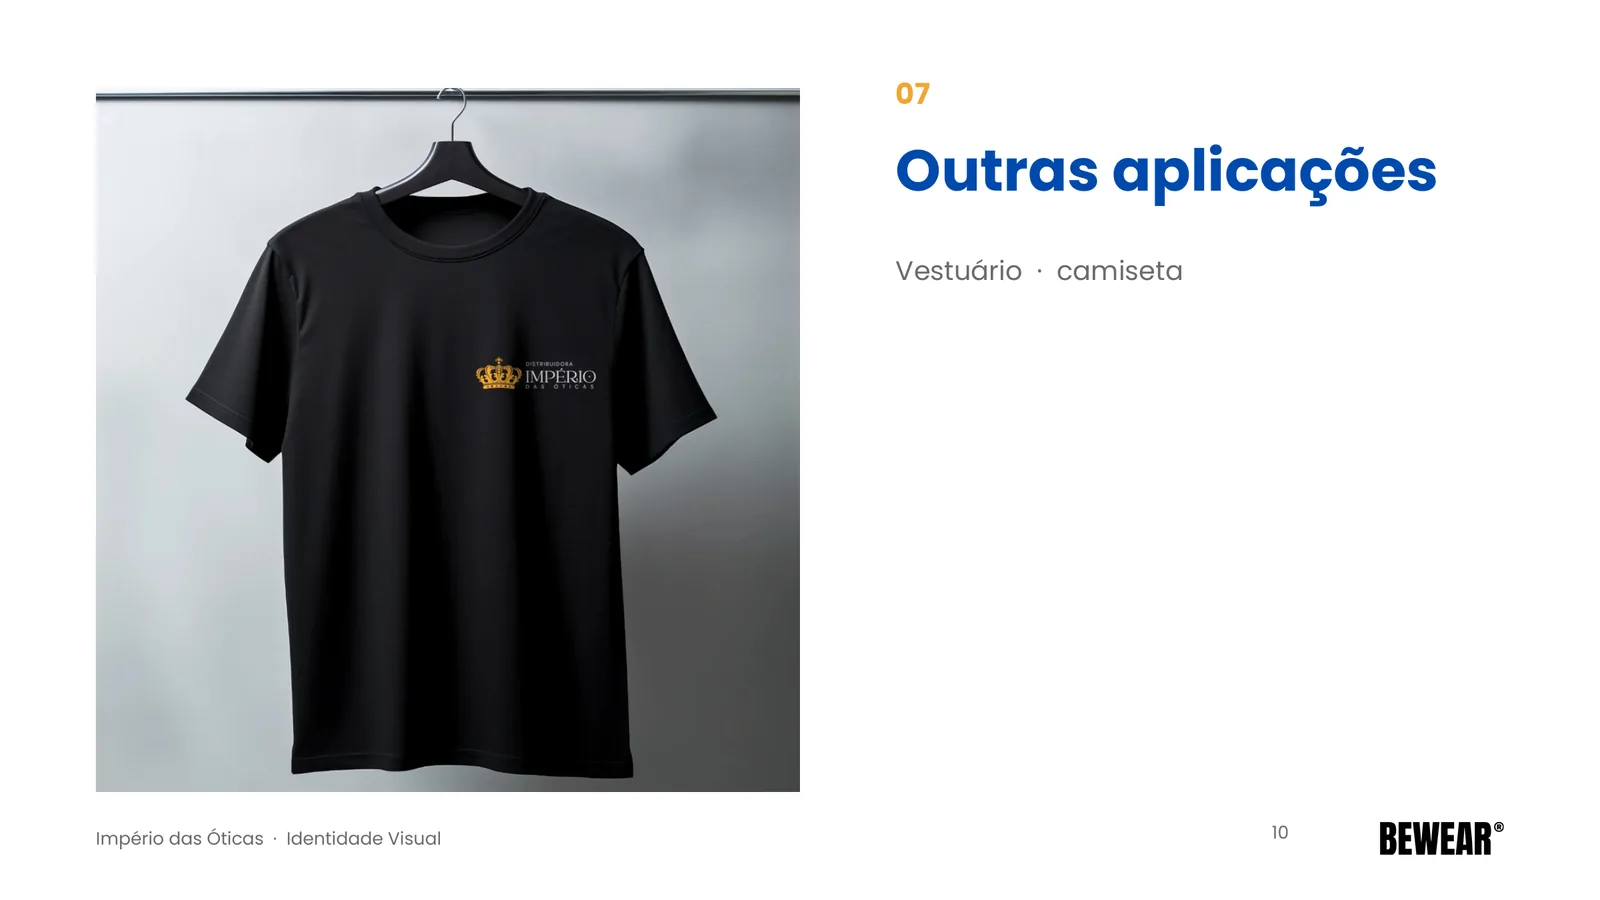 07
Outras aplicações
Vestuário · camiseta
DISTRIBUIDORA
IMPÉRIO
DAS ÓTICAS
Império das Óticas · Identidade Visual
10
BEWEAR®